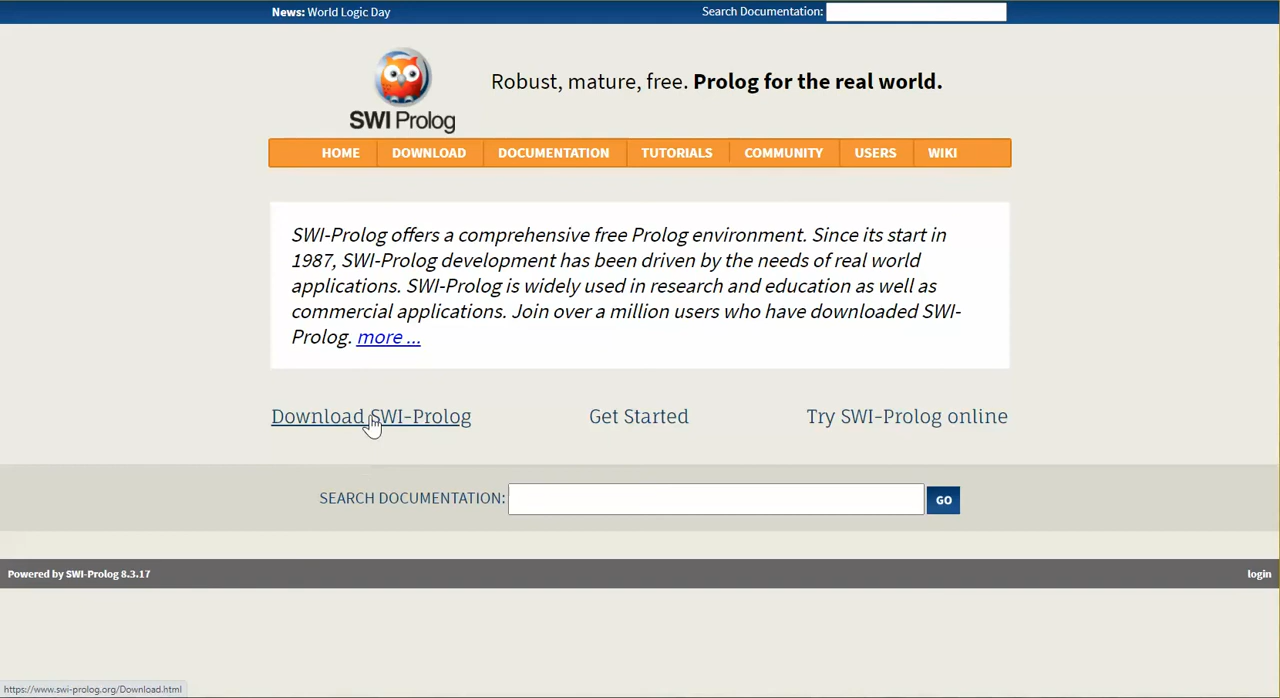 News: World Logic Day
Search Documentation:
SWI Prolog
Robust, mature, free. Prolog for the real world.
HOME DOWNLOAD DOCUMENTATION TUTORIALS COMMUNITY USERS WIKI
SWI-Prolog offers a comprehensive free Prolog environment. Since its start in
1987, SWI-Prolog development has been driven by the needs of real world
applications. SWI-Prolog is widely used in research and education as well as
commercial applications. Join over a million users who have downloaded SWI-
Prolog. more ...
Download SWI-Prolog Get Started Try SWI-Prolog online
SEARCH DOCUMENTATION: GO
Powered by SWI-Prolog 8.3.17 login
https://www.swi-prolog.org/Download.html